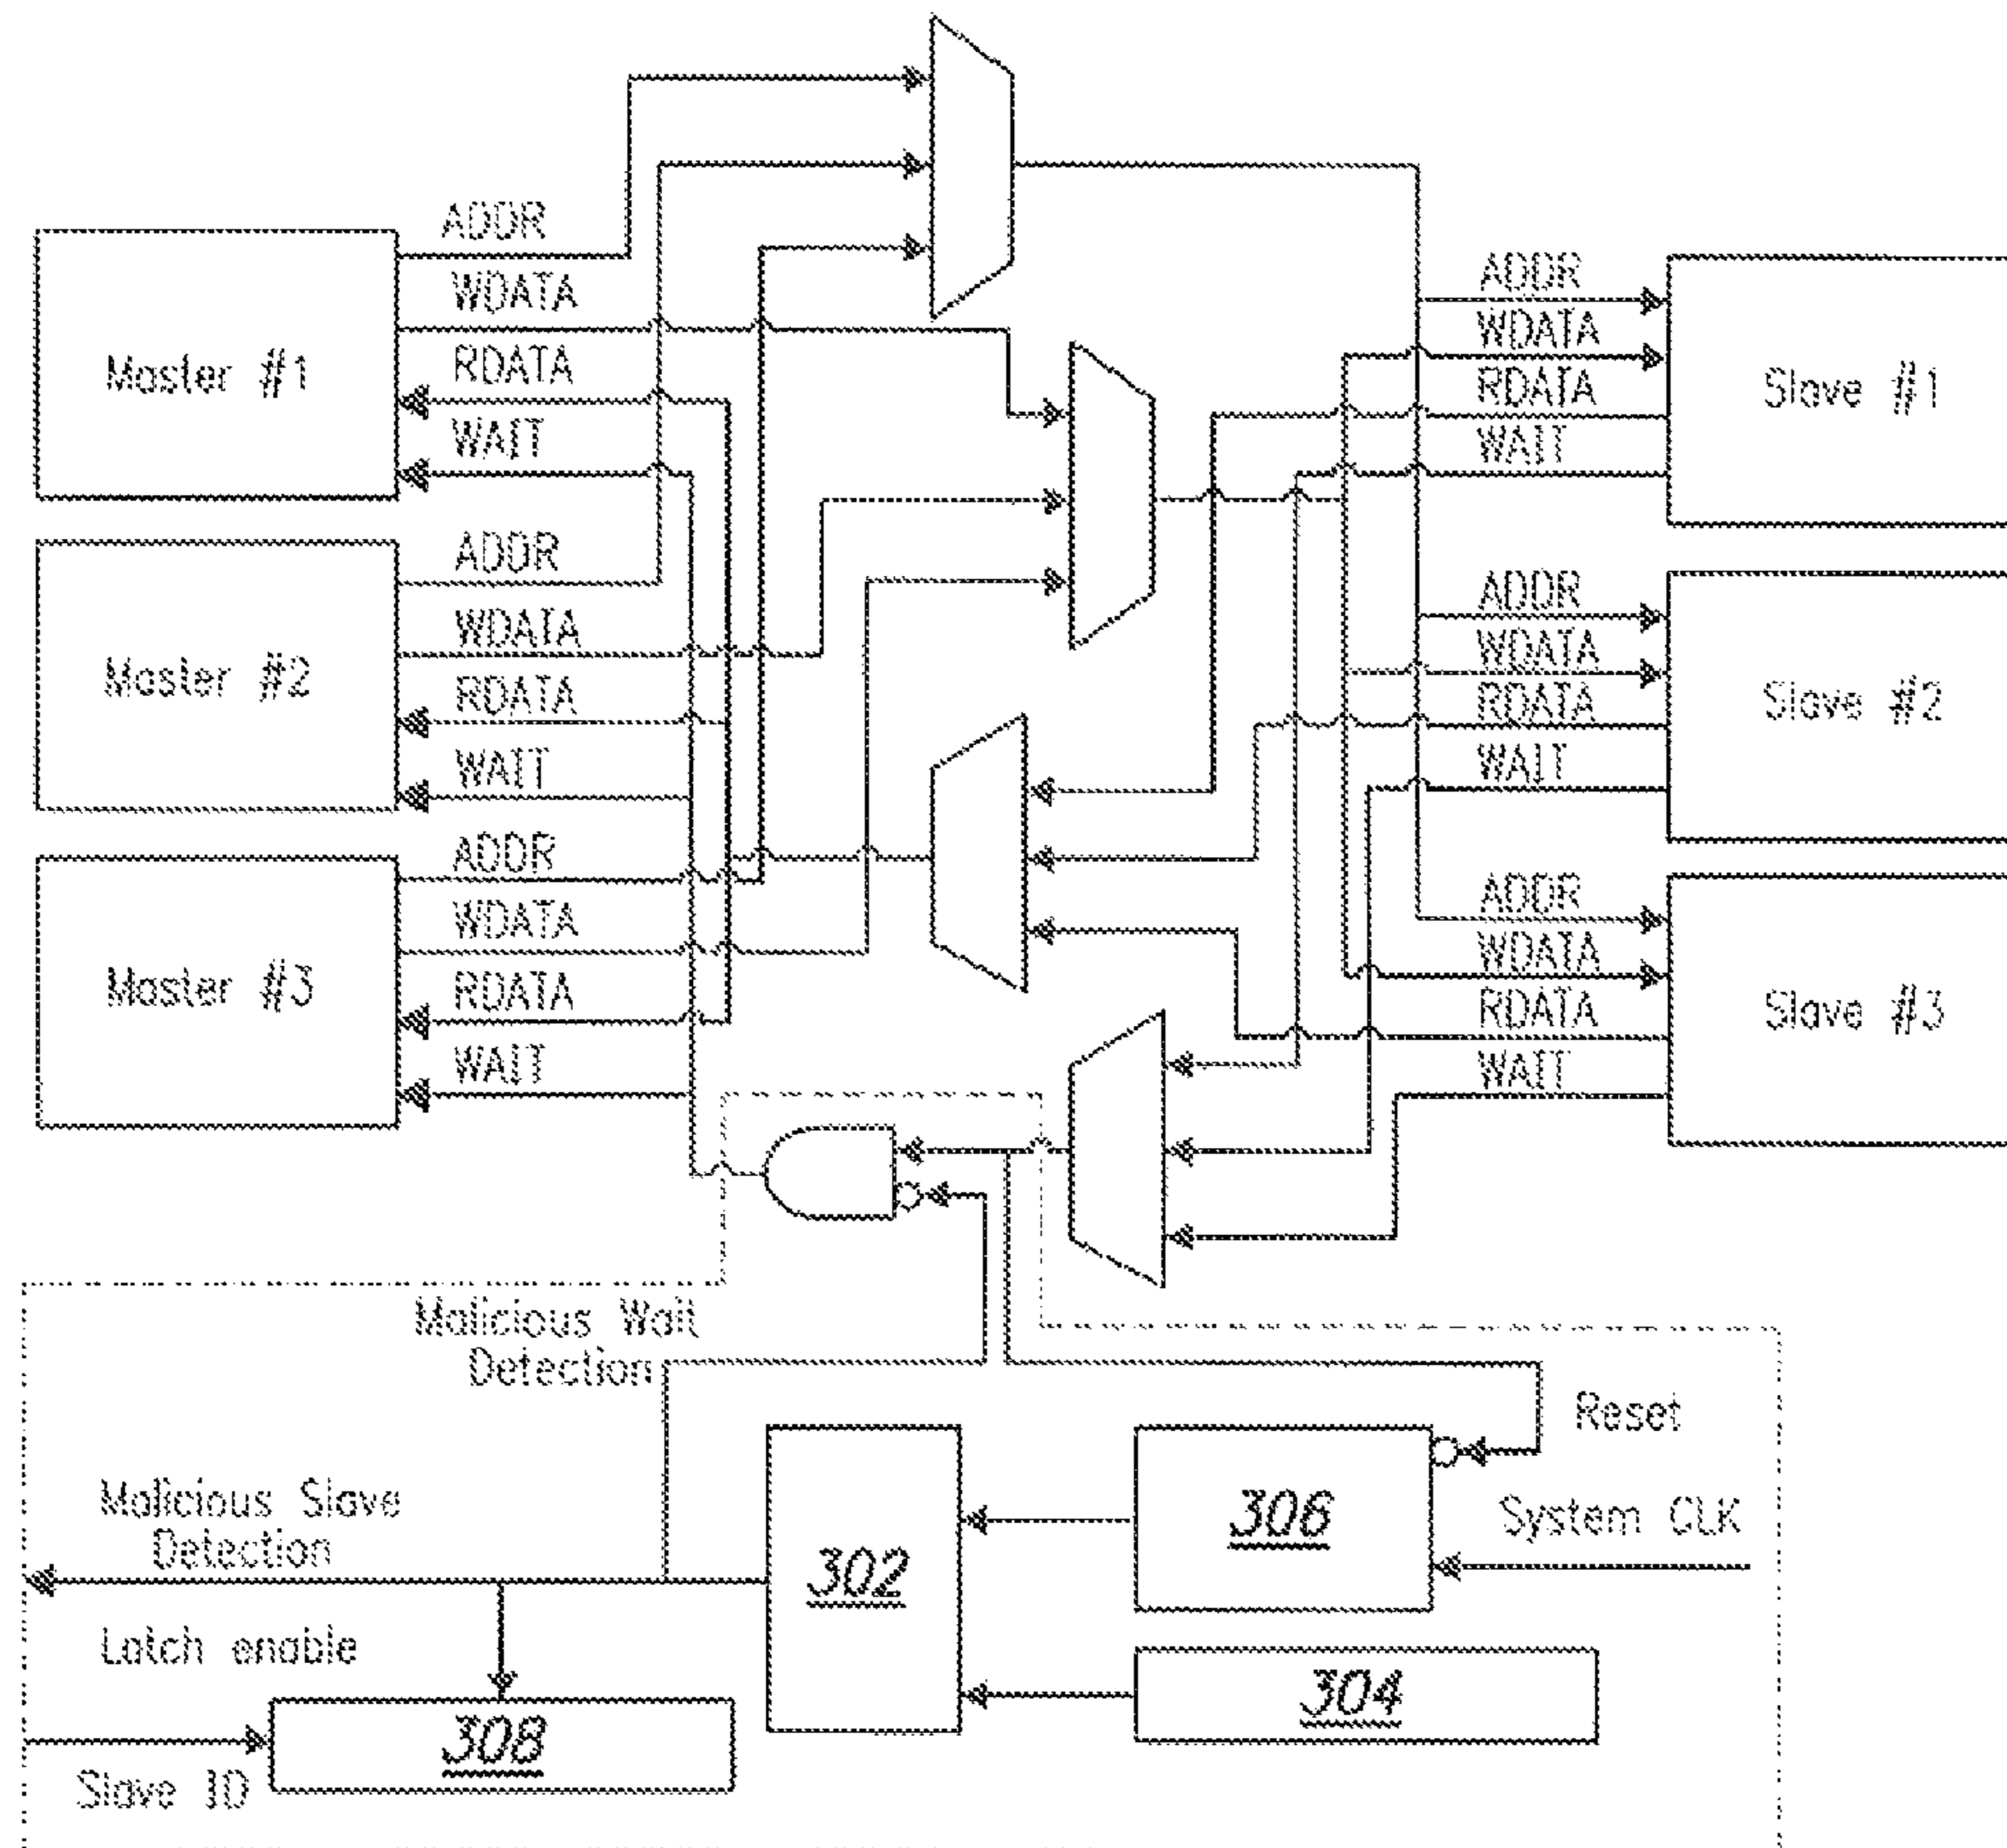 ADDR
WDATA
RDATA
WAIT
Master #1
ADDR
WDATA
RDATA
WAIT
Master #2
ADDR
WDATA
RDATA
WAIT
Master #3
ADDR
WDATA
RDATA
WAIT
Slave #1
ADDR
WDATA
RDATA
WAIT
Slave #2
ADDR
WDATA
RDATA
WAIT
Slave #3
Malicious Wait
Detection
Reset
System CLK
306
302
304
Malicious Slave
Detection
Latch enable
308
Slave ID